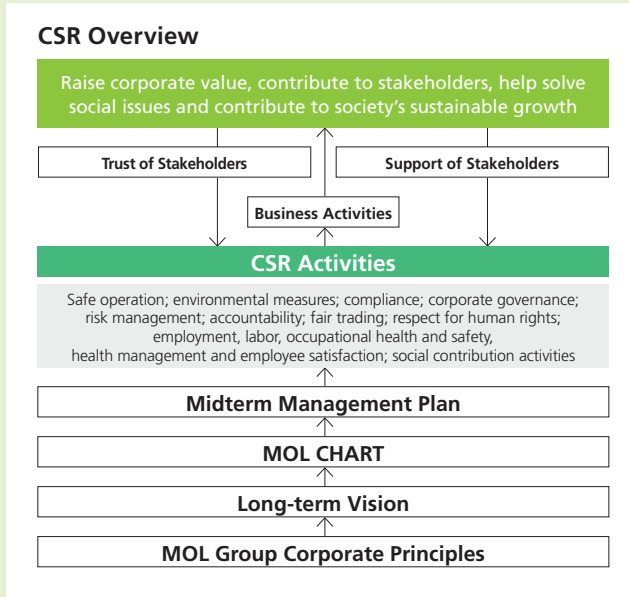 CSR Overview
Raise corporate value, contribute to stakeholders, help solve
social issues and contribute to society's sustainable growth
Trust of Stakeholders
Support of Stakeholders
Business Activities
CSR Activities
Safe operation; environmental measures; compliance; corporate governance;
risk management; accountability; fair trading; respect for human rights;
employment, labor, occupational health and safety,
health management and employee satisfaction; social contribution activities
Midterm Management Plan
MOL CHART
Long-term Vision
MOL Group Corporate Principles